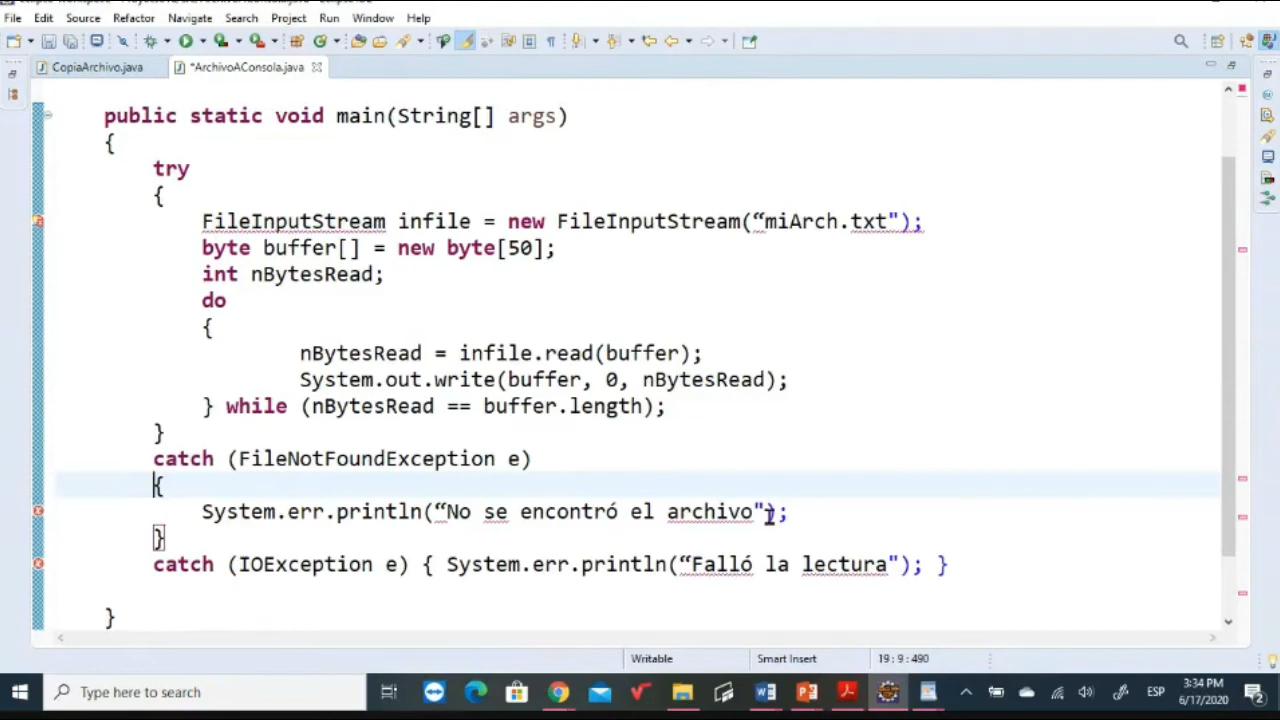 File Edit Source Refactor Navigate Search Project Run Window Help
CopiaArchivo.java *ArchivoAConsola.java
public static void main(String[] args)
{
try
{
FileInputStream infile = new FileInputStream(“miArch.txt");
byte buffer[] = new byte[50];
int nBytesRead;
do
{
nBytesRead = infile.read(buffer);
System.out.write(buffer, 0, nBytesRead);
} while (nBytesRead == buffer.length);
}
catch (FileNotFoundException e)
{
System.err.println(“No se encontró el archivo");
}
catch (IOException e) { System.err.println(“Falló la lectura"); }
}
Writable Smart Insert 19 : 9 : 490
Type here to search ESP 3:34 PM
6/17/2020 2